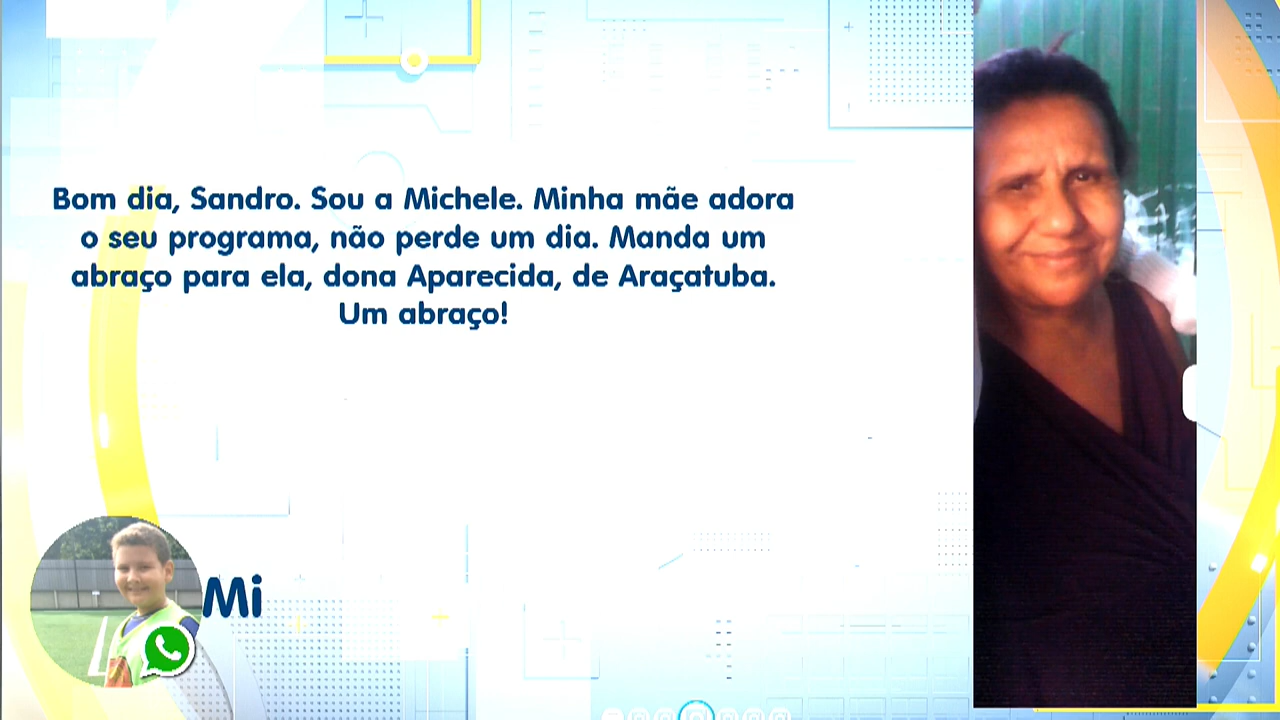 Bom dia, Sandro. Sou a Michele. Minha mãe adora
o seu programa, não perde um dia. Manda um
abraço para ela, dona Aparecida, de Araçatuba.
Um abraço!
Mi